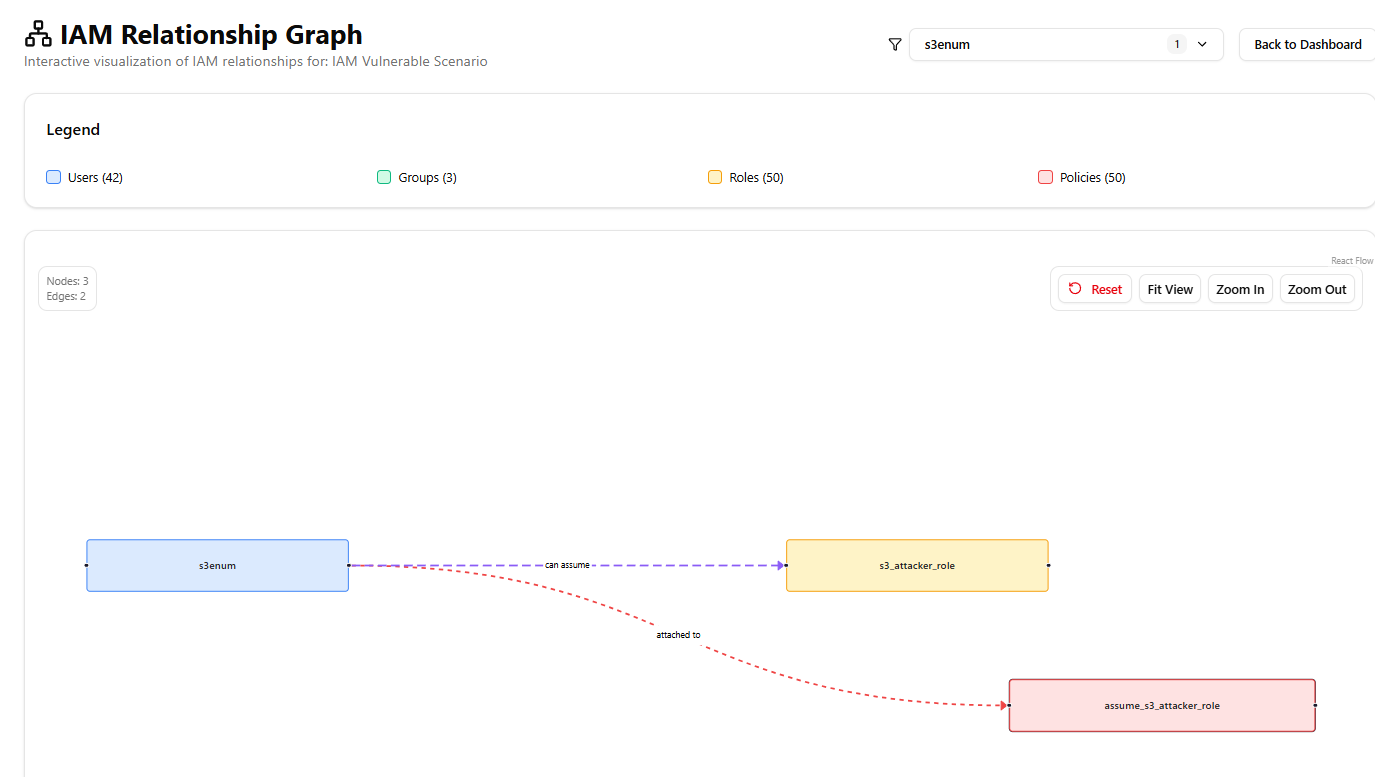 IAM Relationship Graph
Interactive visualization of IAM relationships for: IAM Vulnerable Scenario
s3enum
1
Back to Dashboard
Legend
Users (42)
Groups (3)
Roles (50)
Policies (50)
React Flow
Nodes: 3
Edges: 2
Reset
Fit View
Zoom In
Zoom Out
s3enum
can assume
s3_attacker_role
attached to
assume_s3_attacker_role